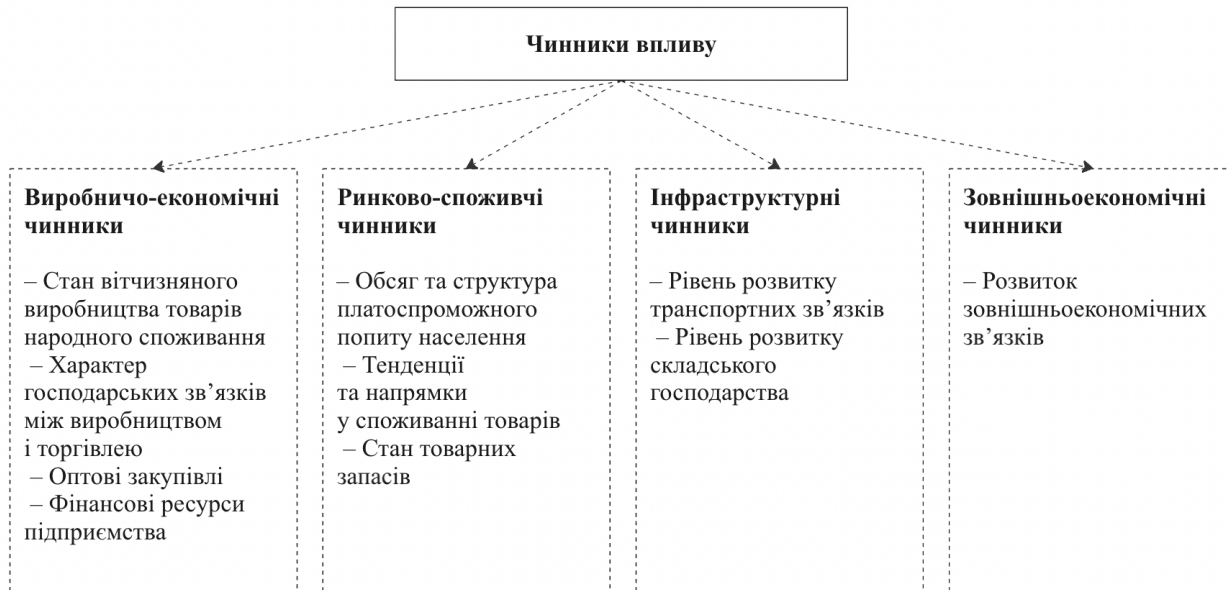 Чинники впливу
Виробничо-економічні
чинники
– Стан вітчизняного
виробництва товарів
народного споживання
– Характер
господарських зв’язків
між виробництвом
і торгівлею
– Оптові закупівлі
– Фінансові ресурси
підприємства
Ринково-споживчі
чинники
– Обсяг та структура
платоспроможного
попиту населення
– Тенденції
та напрямки
у споживанні товарів
– Стан товарних
запасів
Інфраструктурні
чинники
– Рівень розвитку
транспортних зв’язків
– Рівень розвитку
складського
господарства
Зовнішньоекономічні
чинники
– Розвиток
зовнішньоекономічних
зв’язків